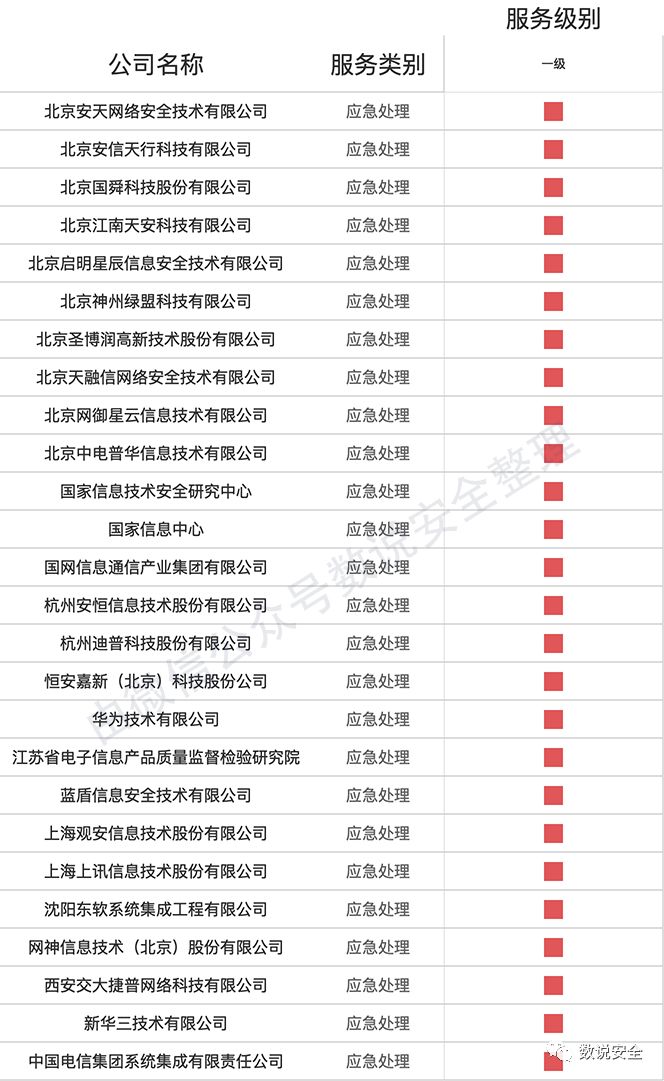 服务级别
公司名称 服务类别 一级
北京安天网络安全技术有限公司 应急处理
北京安信天行科技有限公司 应急处理
北京国舜科技股份有限公司 应急处理
北京江南天安科技有限公司 应急处理
北京启明星辰信息安全技术有限公司 应急处理
北京神州绿盟科技有限公司 应急处理
北京圣博润高新技术股份有限公司 应急处理
北京天融信网络安全技术有限公司 应急处理
北京网御星云信息技术有限公司 应急处理
北京中电普华信息技术有限公司 应急处理
国家信息技术安全研究中心 应急处理
国家信息中心 应急处理
国网信息通信产业集团有限公司 应急处理
杭州安恒信息技术股份有限公司 应急处理
杭州迪普科技股份有限公司 应急处理
恒安嘉新（北京）科技股份公司 应急处理
华为技术有限公司 应急处理
江苏省电子信息产品质量监督检验研究院 应急处理
蓝盾信息安全技术有限公司 应急处理
上海观安信息技术股份有限公司 应急处理
上海上讯信息技术股份有限公司 应急处理
沈阳东软系统集成工程有限公司 应急处理
网神信息技术（北京）股份有限公司 应急处理
西安交大捷普网络科技有限公司 应急处理
新华三技术有限公司 应急处理
中国电信集团系统集成有限责任公司 应急处理
由微信公众号数说安全整理
数说安全